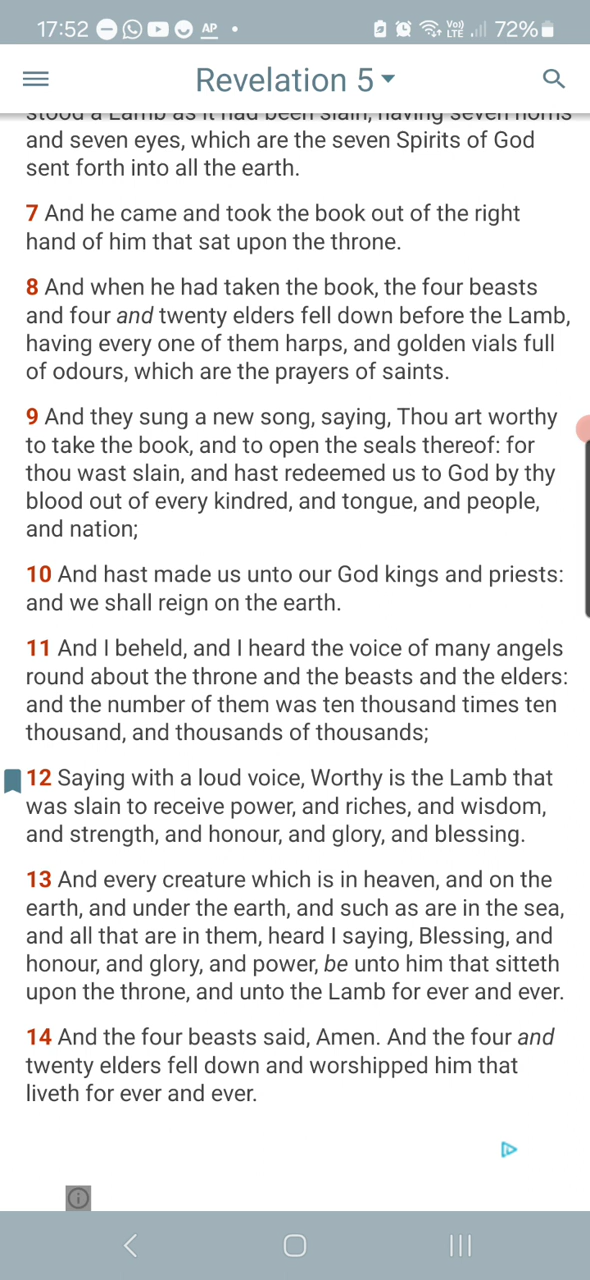 17:52 AP Vo) LTE 72%
Revelation 5
stood a Lamb as it had been slain, having seven horns
and seven eyes, which are the seven Spirits of God
sent forth into all the earth.
7 And he came and took the book out of the right
hand of him that sat upon the throne.
8 And when he had taken the book, the four beasts
and four and twenty elders fell down before the Lamb,
having every one of them harps, and golden vials full
of odours, which are the prayers of saints.
9 And they sung a new song, saying, Thou art worthy
to take the book, and to open the seals thereof: for
thou wast slain, and hast redeemed us to God by thy
blood out of every kindred, and tongue, and people,
and nation;
10 And hast made us unto our God kings and priests:
and we shall reign on the earth.
11 And I beheld, and I heard the voice of many angels
round about the throne and the beasts and the elders:
and the number of them was ten thousand times ten
thousand, and thousands of thousands;
12 Saying with a loud voice, Worthy is the Lamb that
was slain to receive power, and riches, and wisdom,
and strength, and honour, and glory, and blessing.
13 And every creature which is in heaven, and on the
earth, and under the earth, and such as are in the sea,
and all that are in them, heard I saying, Blessing, and
honour, and glory, and power, be unto him that sitteth
upon the throne, and unto the Lamb for ever and ever.
14 And the four beasts said, Amen. And the four and
twenty elders fell down and worshipped him that
liveth for ever and ever.